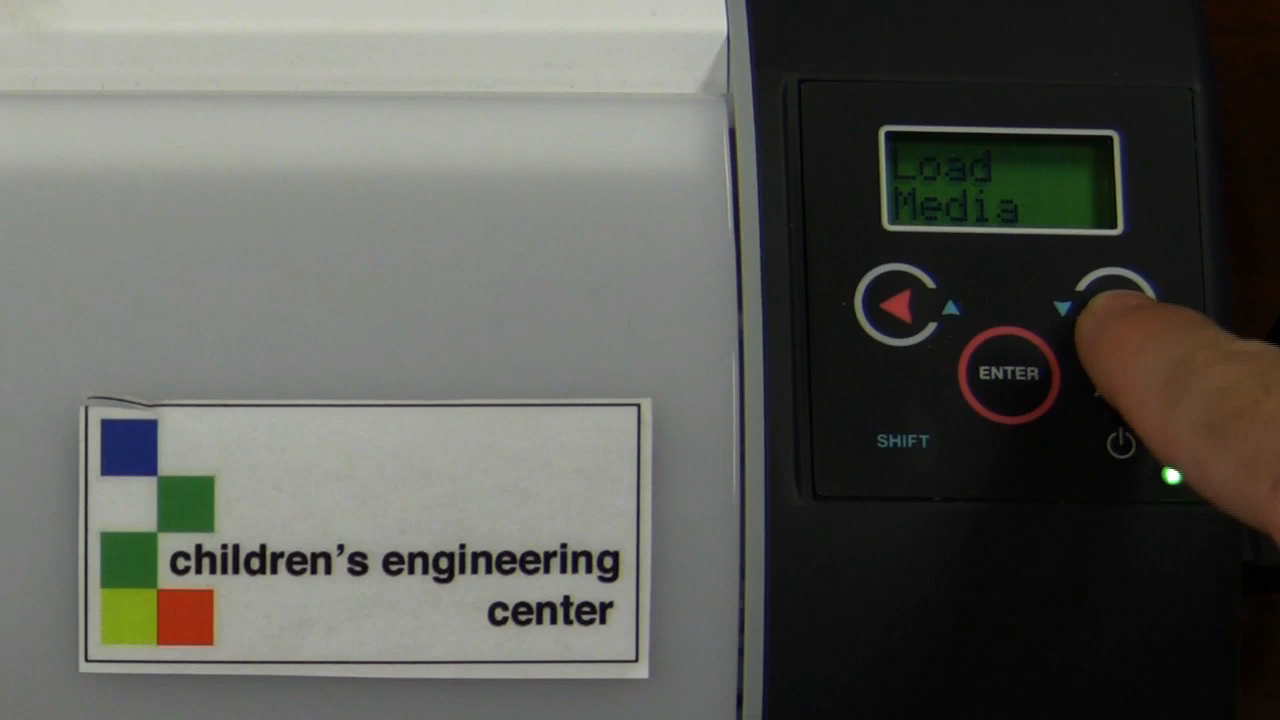 Load
Media
ENTER
SHIFT
children's engineering
center